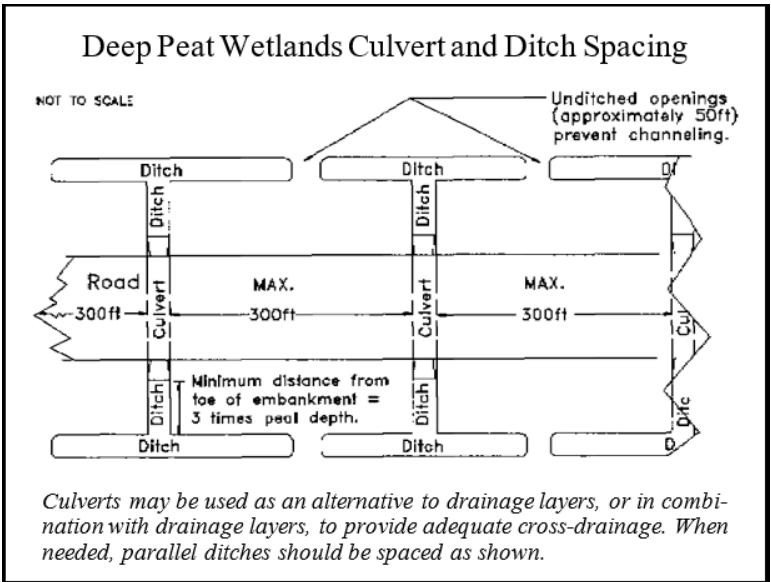 Deep Peat Wetlands Culvert and Ditch Spacing
NOT TO SCALE
Unditched openings
(approximately 50ft)
prevent channeling.
Ditch
Ditch
Di
Ditch
Ditch
Road
MAX.
MAX.
300ft
Culvert
300ft
Culvert
300ft
Cul
Minimum distance from
toe of embankment =
3 times peat depth.
Ditch
Ditch
Ditc
Ditch
Ditch
D
Culverts may be used as an alternative to drainage layers, or in combi-
nation with drainage layers, to provide adequate cross-drainage. When
needed, parallel ditches should be spaced as shown.